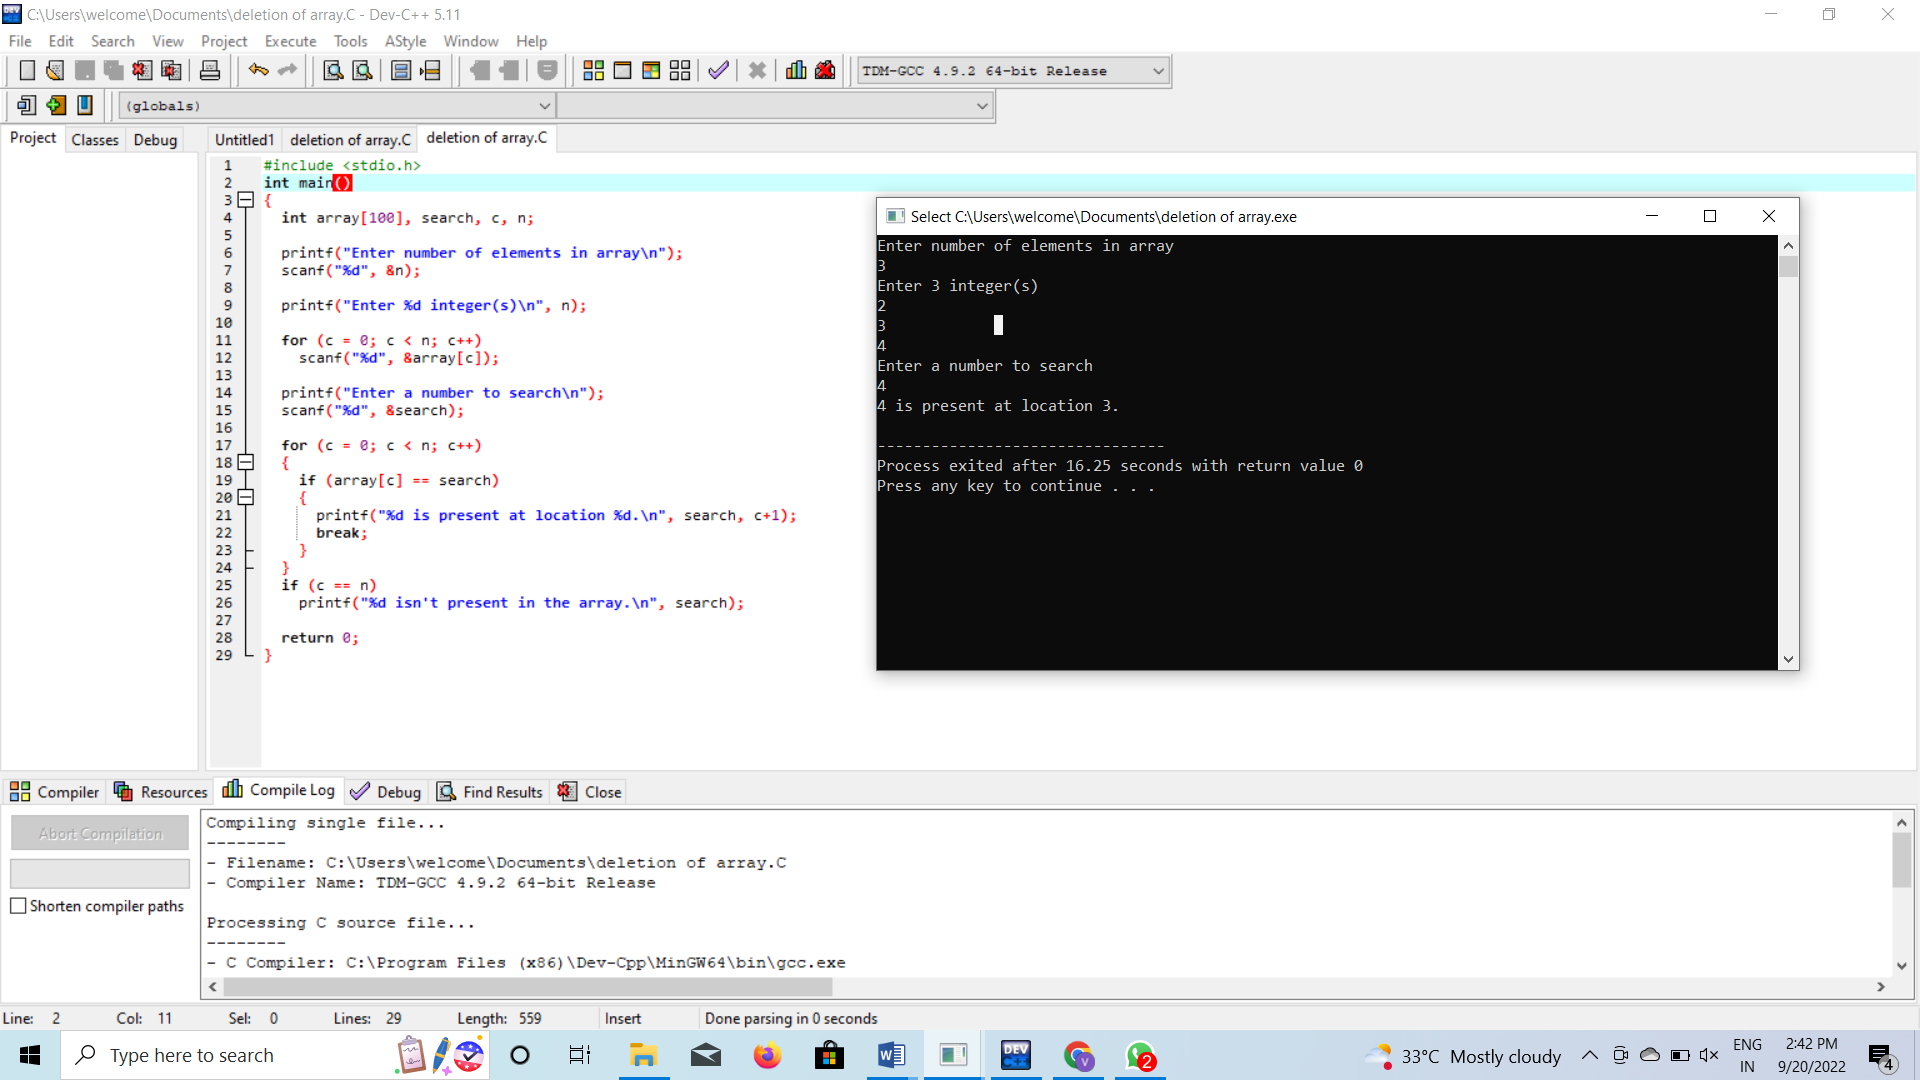 C:\Users\welcome\Documents\deletion of array.C - Dev-C++ 5.11
File Edit Search View Project Execute Tools AStyle Window Help
TDM-GCC 4.9.2 64-bit Release
(globals)
Project Classes Debug Untitled1 deletion of array.C deletion of array.C
1 #include <stdio.h>
2 int main()
3 {
4 int array[100], search, c, n;
5
6 printf("Enter number of elements in array\n");
7 scanf("%d", &n);
8
9 printf("Enter %d integer(s)\n", n);
10
11 for (c = 0; c < n; c++)
12 scanf("%d", &array[c]);
13
14 printf("Enter a number to search\n");
15 scanf("%d", &search);
16
17 for (c = 0; c < n; c++)
18 {
19 if (array[c] == search)
20 {
21 printf("%d is present at location %d.\n", search, c+1);
22 break;
23 }
24 }
25 if (c == n)
26 printf("%d isn't present in the array.\n", search);
27
28 return 0;
29 }
Select C:\Users\welcome\Documents\deletion of array.exe
Enter number of elements in array
3
Enter 3 integer(s)
2
3
4
Enter a number to search
4
4 is present at location 3.
--------------------------------
Process exited after 16.25 seconds with return value 0
Press any key to continue . . .
Compiler Resources Compile Log Debug Find Results Close
Abort Compilation
Shorten compiler paths
Compiling single file...
--------
- Filename: C:\Users\welcome\Documents\deletion of array.C
- Compiler Name: TDM-GCC 4.9.2 64-bit Release
Processing C source file...
--------
- C Compiler: C:\Program Files (x86)\Dev-Cpp\MinGW64\bin\gcc.exe
Line: 2 Col: 11 Sel: 0 Lines: 29 Length: 559 Insert Done parsing in 0 seconds
Type here to search
DEV
V
2
33°C Mostly cloudy
ENG
IN
2:42 PM
9/20/2022
4